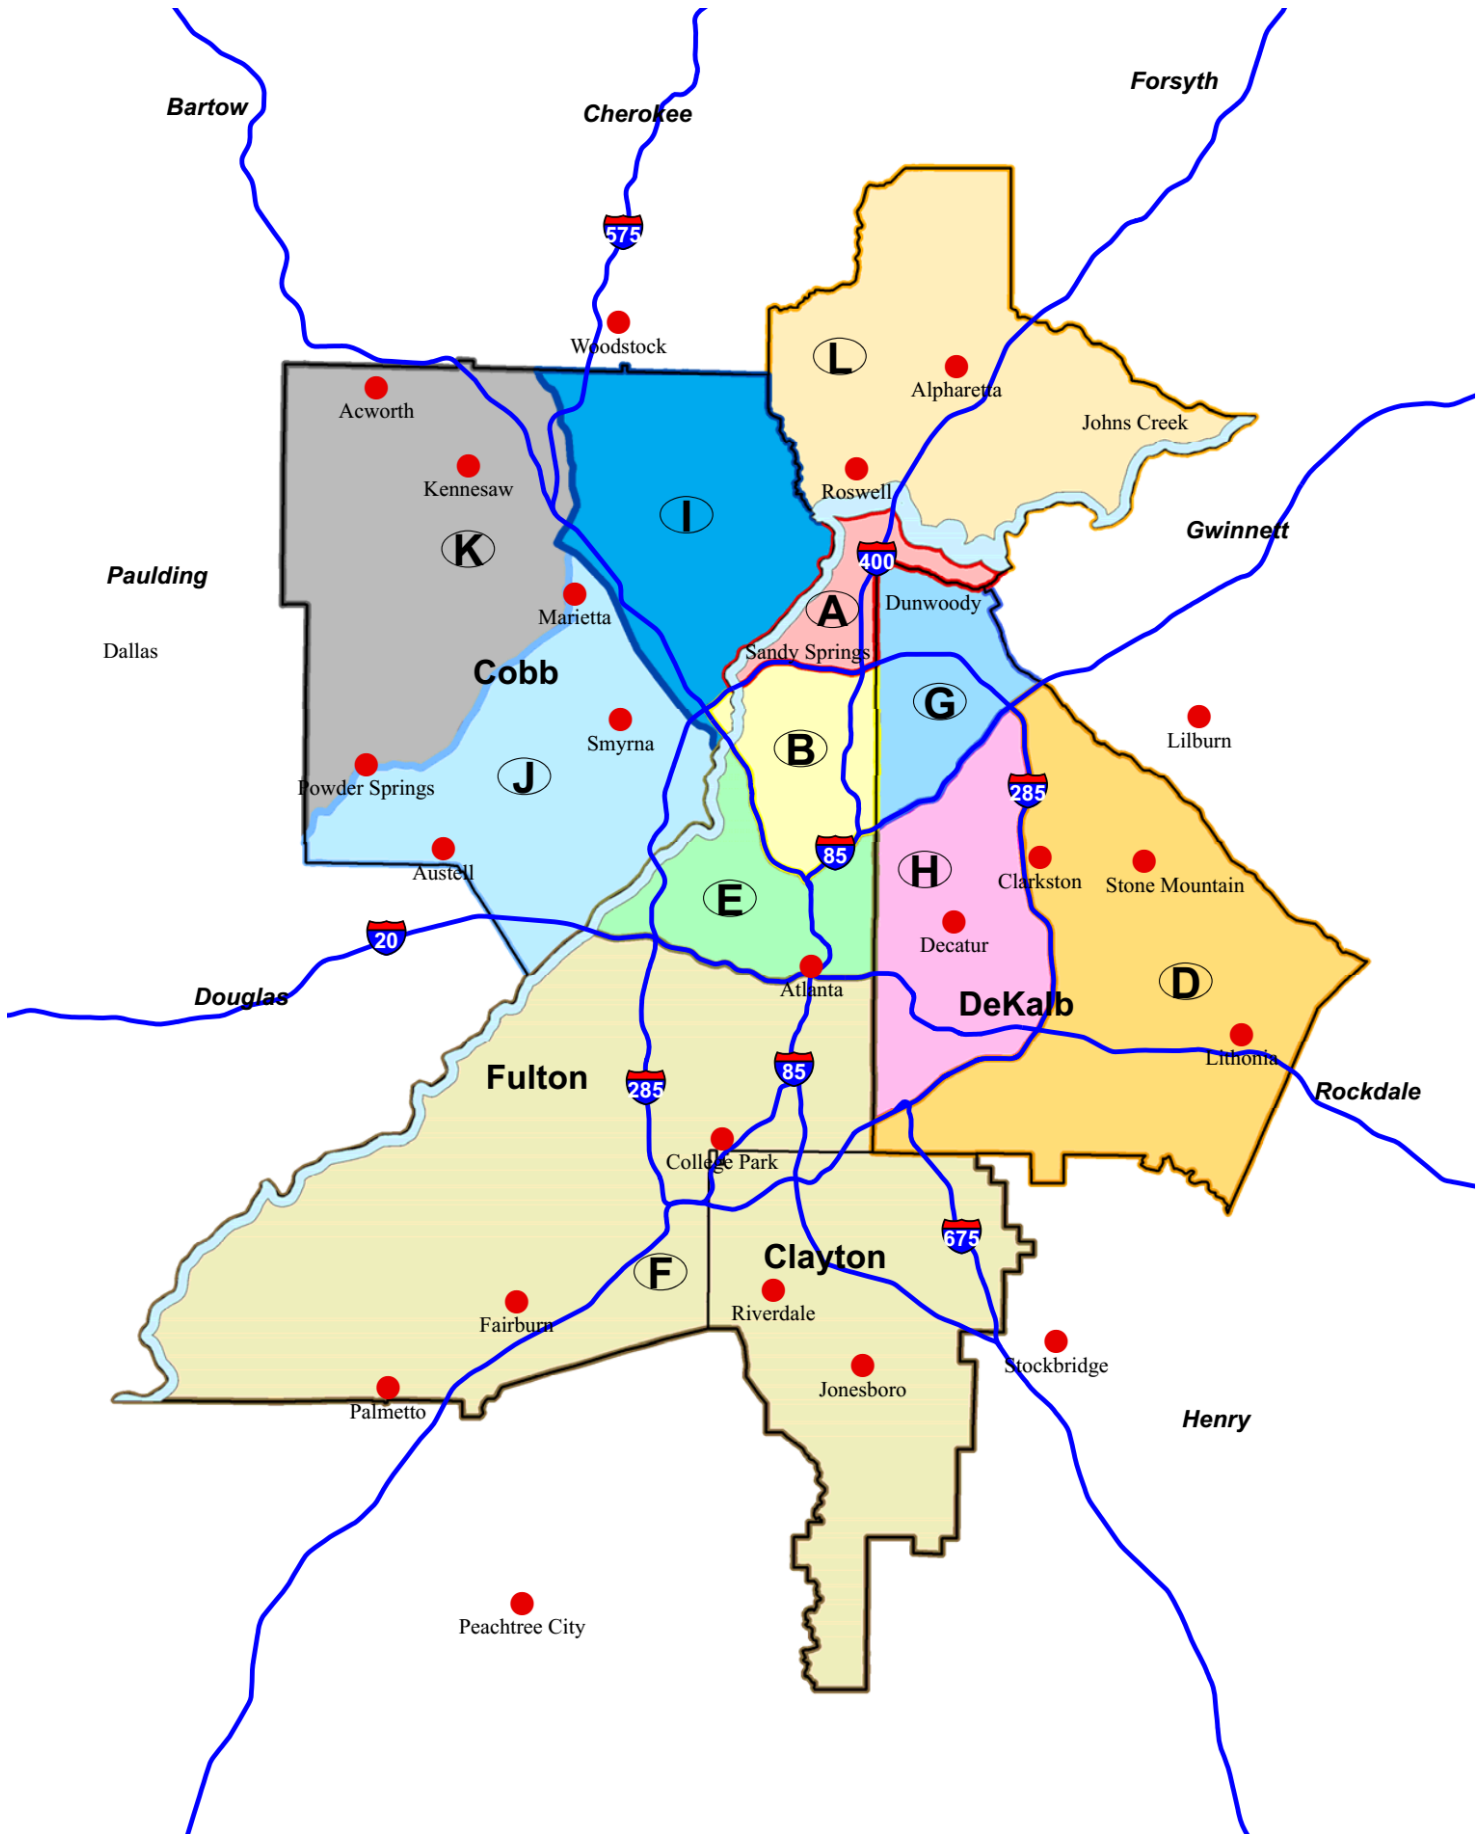 Forsyth
Bartow
Cherokee
575
Woodstock
L
Alpharetta
Acworth
Johns Creek
Kennesaw
Roswell
I
Gwinnett
K
400
Paulding
Marietta
A
Dunwoody
Dallas
Sandy Springs
Cobb
G
Smyrna
Lilburn
B
J
Powder Springs
285
85
Austell
H
Clarkston
Stone Mountain
E
20
Decatur
D
Atlanta
Douglas
DeKalb
Lithonia
85
Fulton
285
Rockdale
College Park
675
Clayton
F
Riverdale
Fairburn
Stockbridge
Jonesboro
Palmetto
Henry
Peachtree City